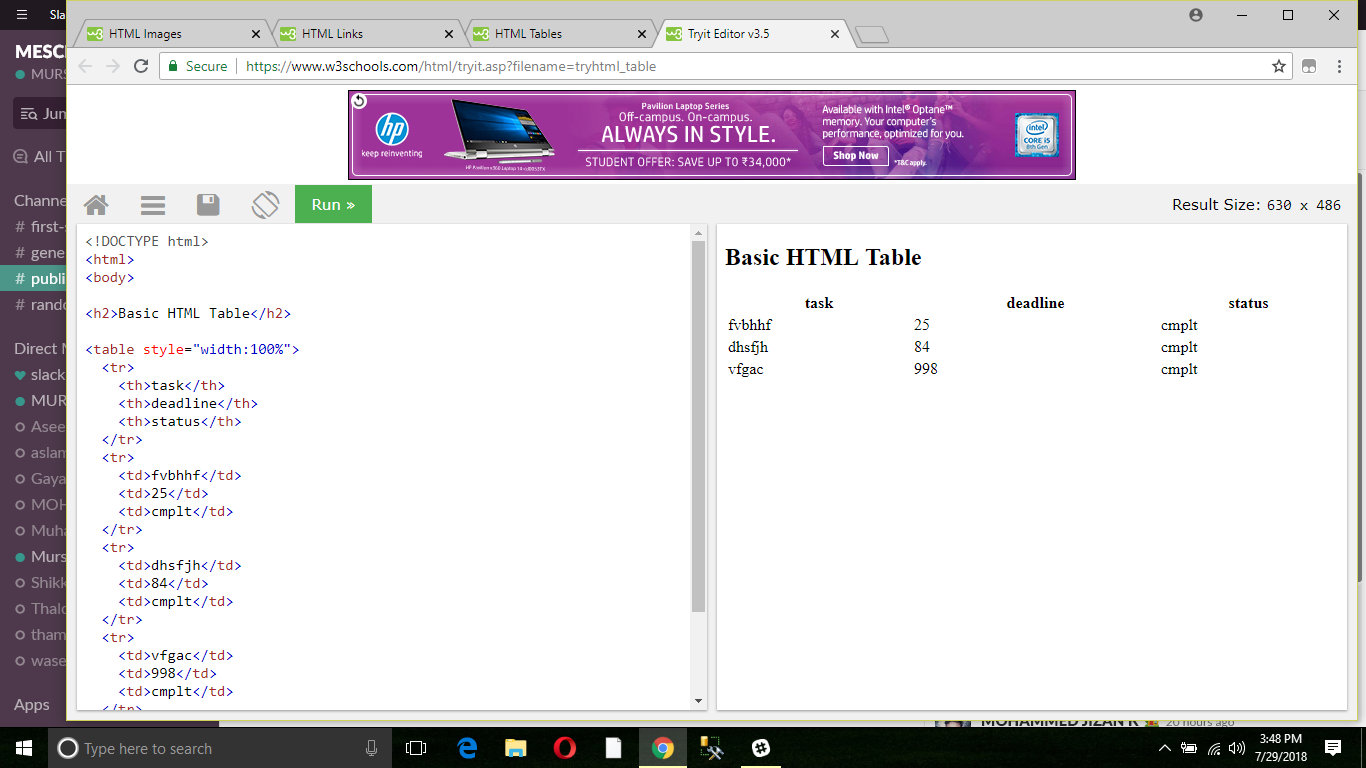 Sla
MESC
MURS
Jun
All T
Channe
# first-s
# gene
# publi
# rando
Direct M
slack
MUR
Asee
aslam
Gaya
MOH
Muha
Murs
Shikk
Thalo
tham
wase
Apps
HTML Images
HTML Links
HTML Tables
Tryit Editor v3.5
Secure
https://www.w3schools.com/html/tryit.asp?filename=tryhtml_table
hp
keep reinventing
HP Pavilion x360 Laptop 14-cd0053TX
Pavilion Laptop Series
Off-campus. On-campus.
ALWAYS IN STYLE.
STUDENT OFFER: SAVE UP TO ₹34,000*
Available with Intel® Optane™
memory. Your computer's
performance, optimized for you.
Shop Now
*T&C apply.
intel
CORE i5
8th Gen
Run »
Result Size: 630 x 486
<!DOCTYPE html>
<html>
<body>
<h2>Basic HTML Table</h2>
<table style="width:100%">
<tr>
<th>task</th>
<th>deadline</th>
<th>status</th>
</tr>
<tr>
<td>fvbhhf</td>
<td>25</td>
<td>cmplt</td>
</tr>
<tr>
<td>dhsfjh</td>
<td>84</td>
<td>cmplt</td>
</tr>
<tr>
<td>vfgac</td>
<td>998</td>
<td>cmplt</td>
</tr>
Basic HTML Table
task deadline status
fvbhhf 25 cmplt
dhsfjh 84 cmplt
vfgac 998 cmplt
MOHAMMED JIZAN K 20 hours ago
Type here to search
3:48 PM
7/29/2018